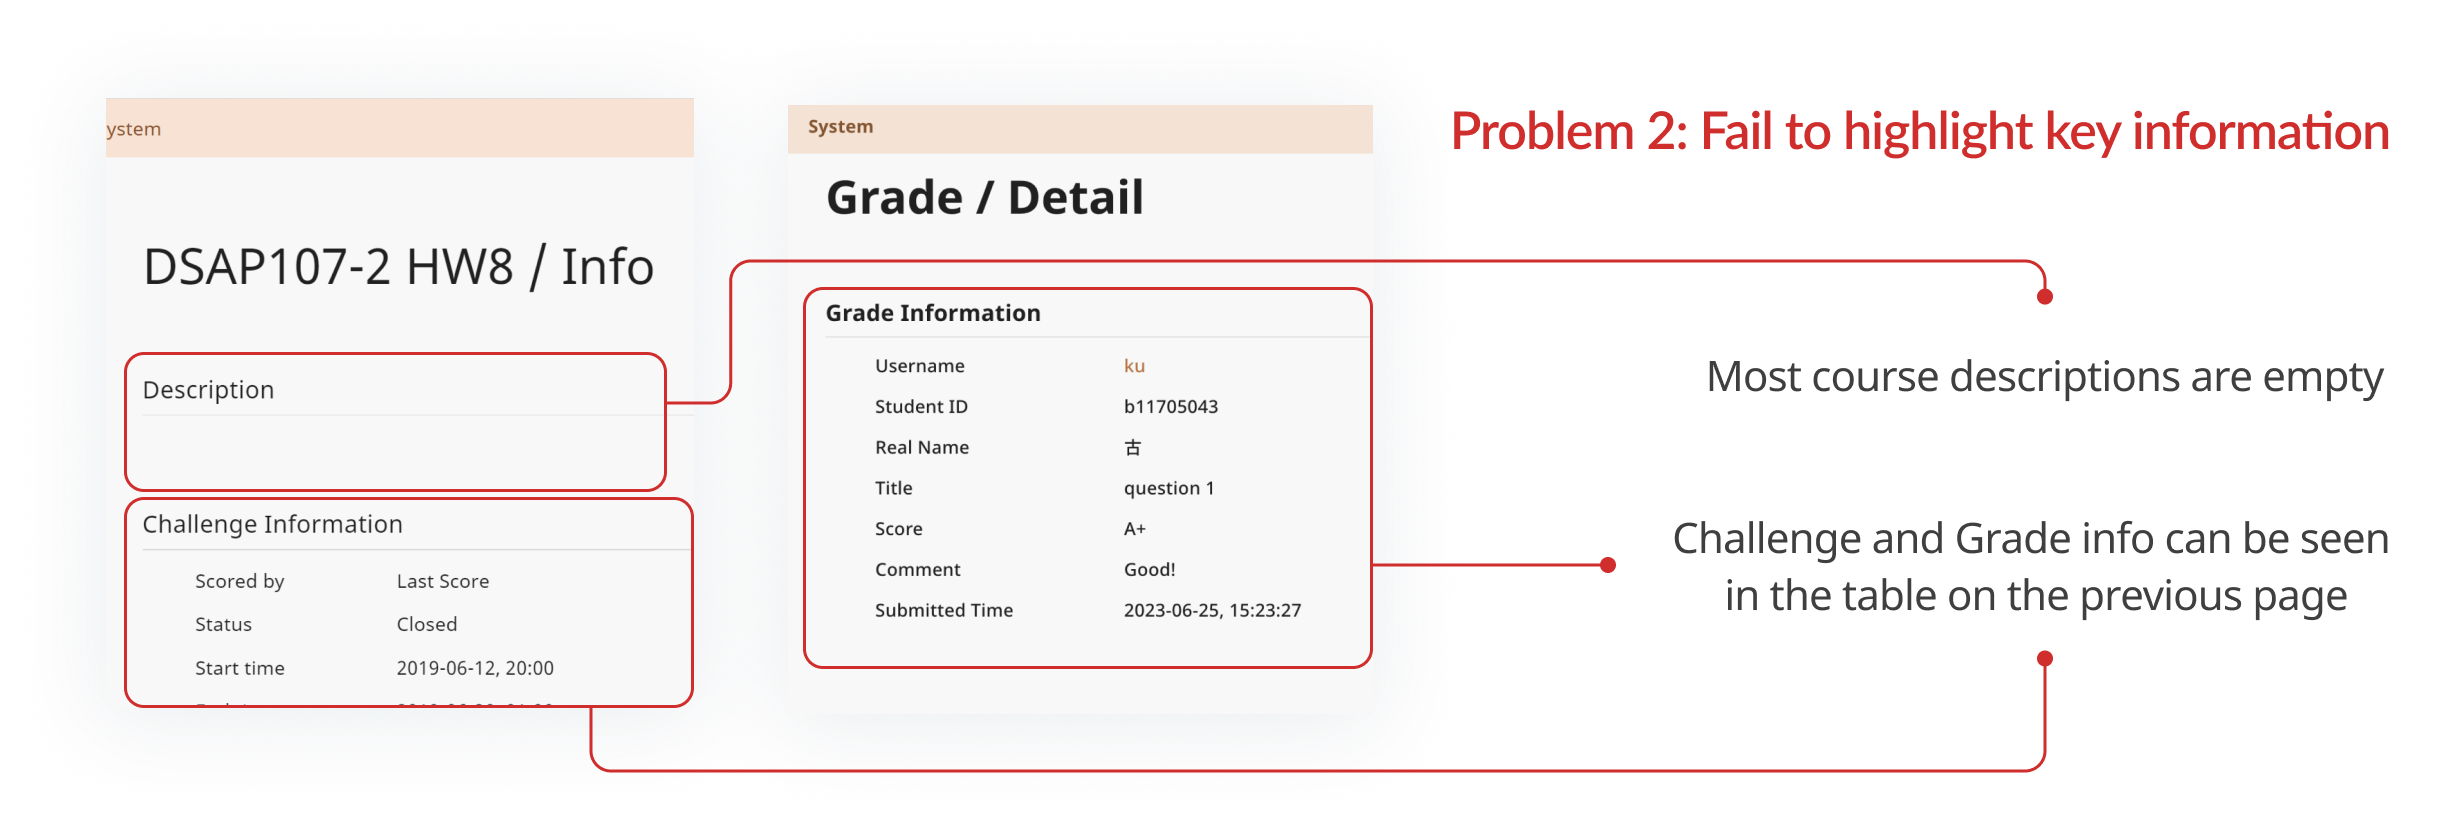 ystem
DSAP107-2 HW8 / Info
Description
Challenge Information
Scored by Last Score
Status Closed
Start time 2019-06-12, 20:00
System
Grade / Detail
Grade Information
Username ku
Student ID b11705043
Real Name 古
Title question 1
Score A+
Comment Good!
Submitted Time 2023-06-25, 15:23:27
Problem 2: Fail to highlight key information
Most course descriptions are empty
Challenge and Grade info can be seen
in the table on the previous page